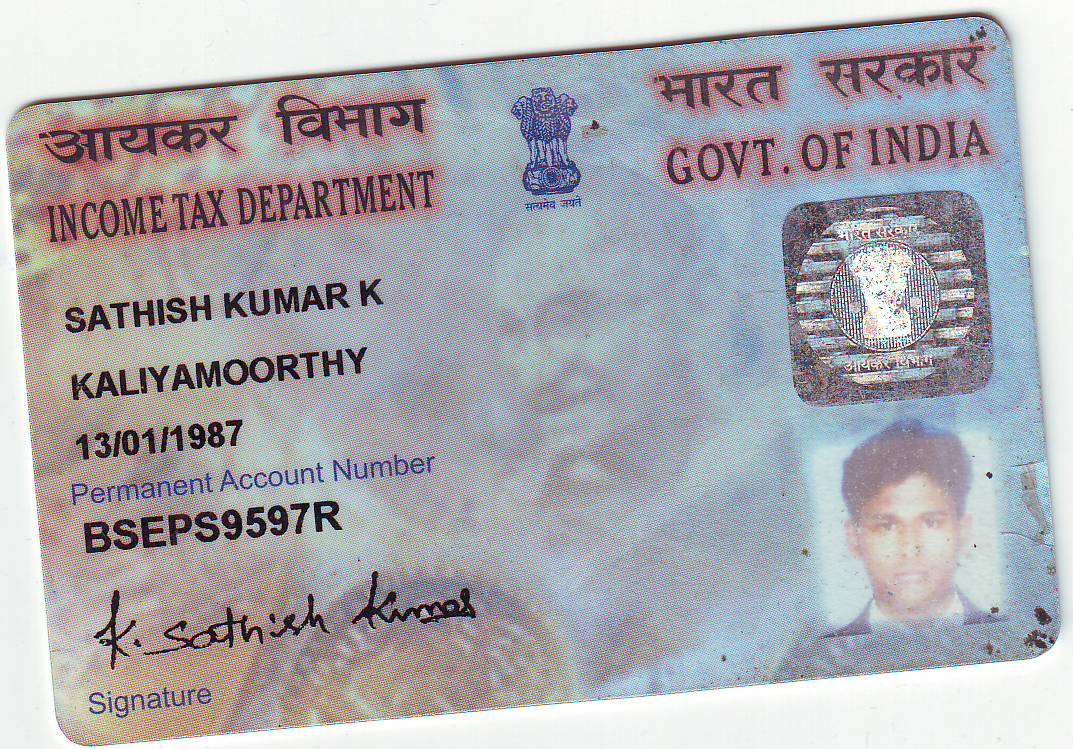 आयकर विभाग
INCOME TAX DEPARTMENT
सत्यमेव जयते
भारत सरकार
GOVT. OF INDIA
भारत सरकार
आयकर विभाग
SATHISH KUMAR K
KALIYAMOORTHY
13/01/1987
Permanent Account Number
BSEPS9597R
K. Sathish Kumar
Signature